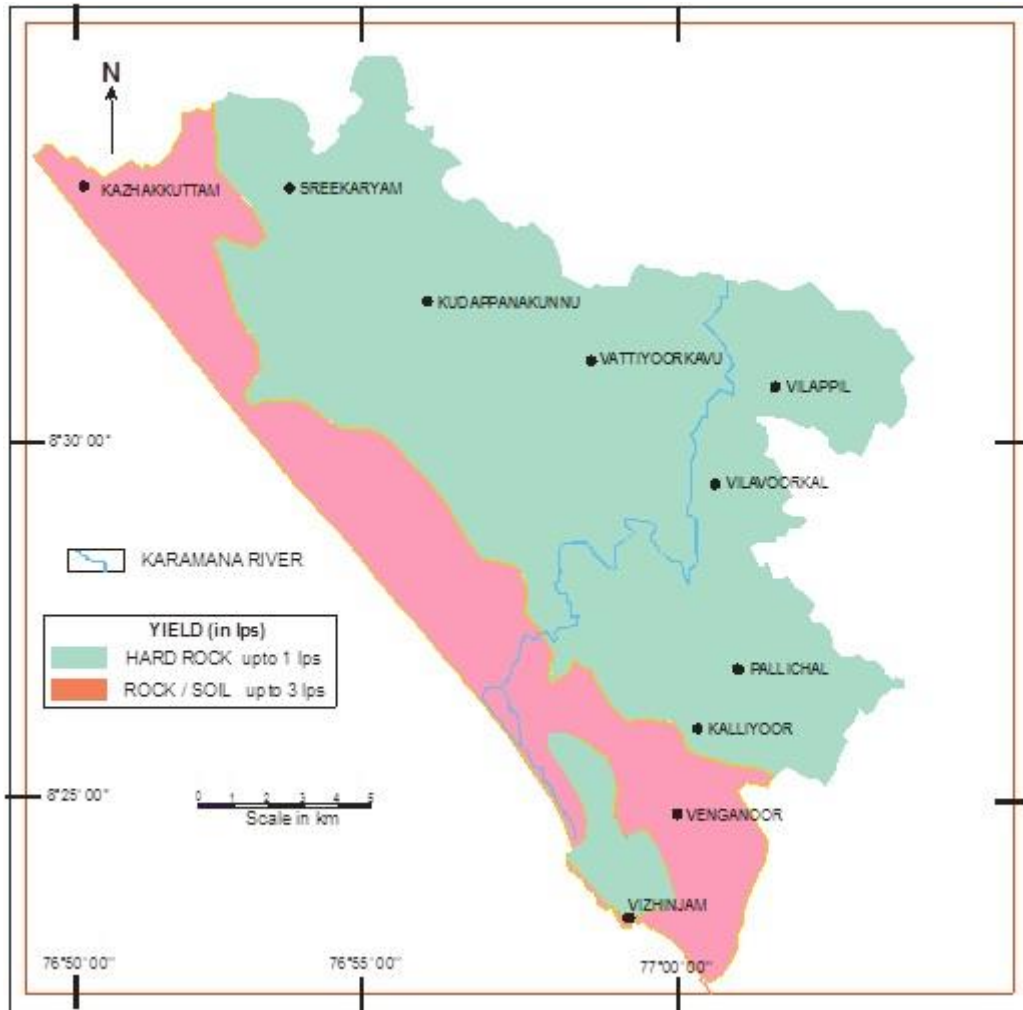 N
KAZHAKKUTTAM
SREEKARYAM
KUDAPPANAKUNNU
VATTIYOORKAVU
VILAPPIL
8°30' 00"
VILAVOORKAL
KARAMANA RIVER
YIELD (in lps)
HARD ROCK upto 1 lps
ROCK / SOIL upto 3 lps
PALLICHAL
KALLIYOOR
8°25' 00"
0 1 2 3 4 5
Scale in km
VENGANOOR
VIZHINJAM
76°50' 00"
76°55' 00"
77°00' 00"